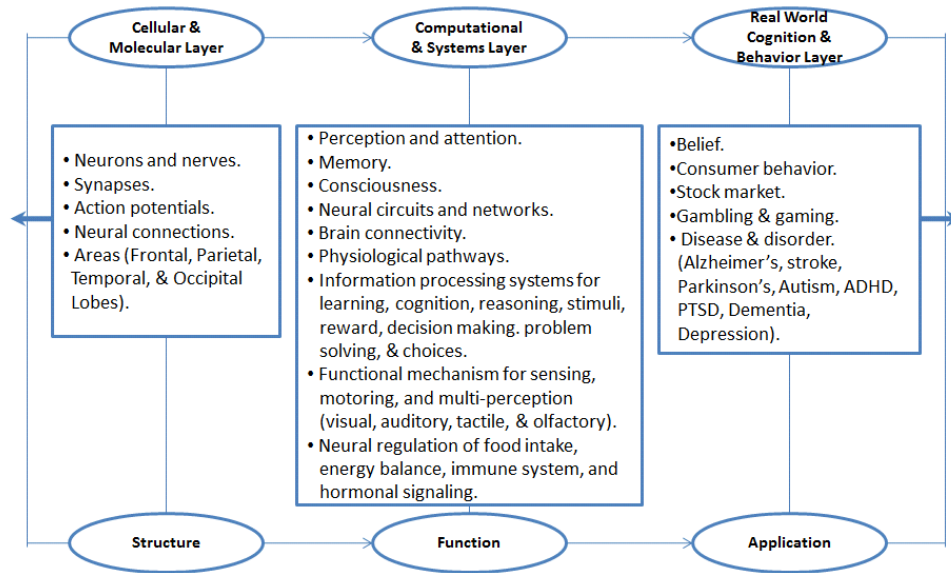 Cellular &
Molecular Layer
Computational
& Systems Layer
Real World
Cognition &
Behavior Layer
• Neurons and nerves.
• Synapses.
• Action potentials.
• Neural connections.
• Areas (Frontal, Parietal,
Temporal, & Occipital
Lobes).
• Perception and attention.
• Memory.
• Consciousness.
• Neural circuits and networks.
• Brain connectivity.
• Physiological pathways.
• Information processing systems for
learning, cognition, reasoning, stimuli,
reward, decision making. problem
solving, & choices.
• Functional mechanism for sensing,
motoring, and multi-perception
(visual, auditory, tactile, & olfactory).
• Neural regulation of food intake,
energy balance, immune system, and
hormonal signaling.
•Belief.
•Consumer behavior.
•Stock market.
•Gambling & gaming.
• Disease & disorder.
(Alzheimer's, stroke,
Parkinson's, Autism, ADHD,
PTSD, Dementia,
Depression).
Structure
Function
Application